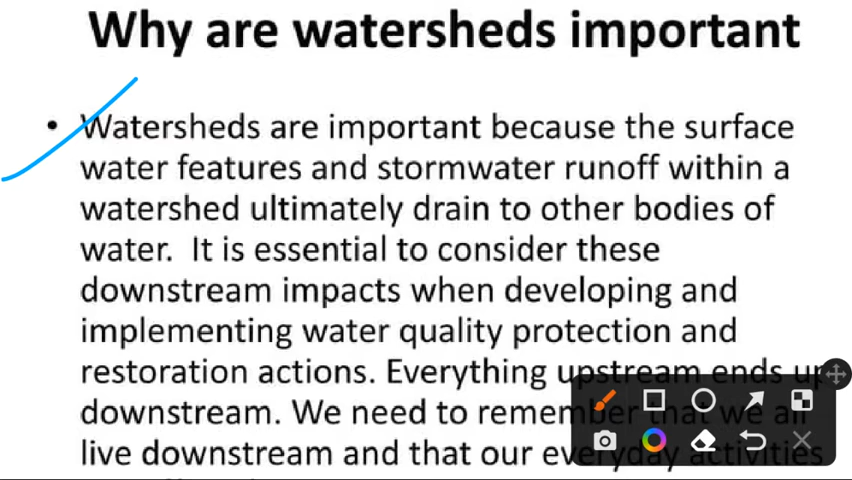 Why are watersheds important
• Watersheds are important because the surface
water features and stormwater runoff within a
watershed ultimately drain to other bodies of
water. It is essential to consider these
downstream impacts when developing and
implementing water quality protection and
restoration actions. Everything upstream ends up
downstream. We need to remember that we all
live downstream and that our everyday activities